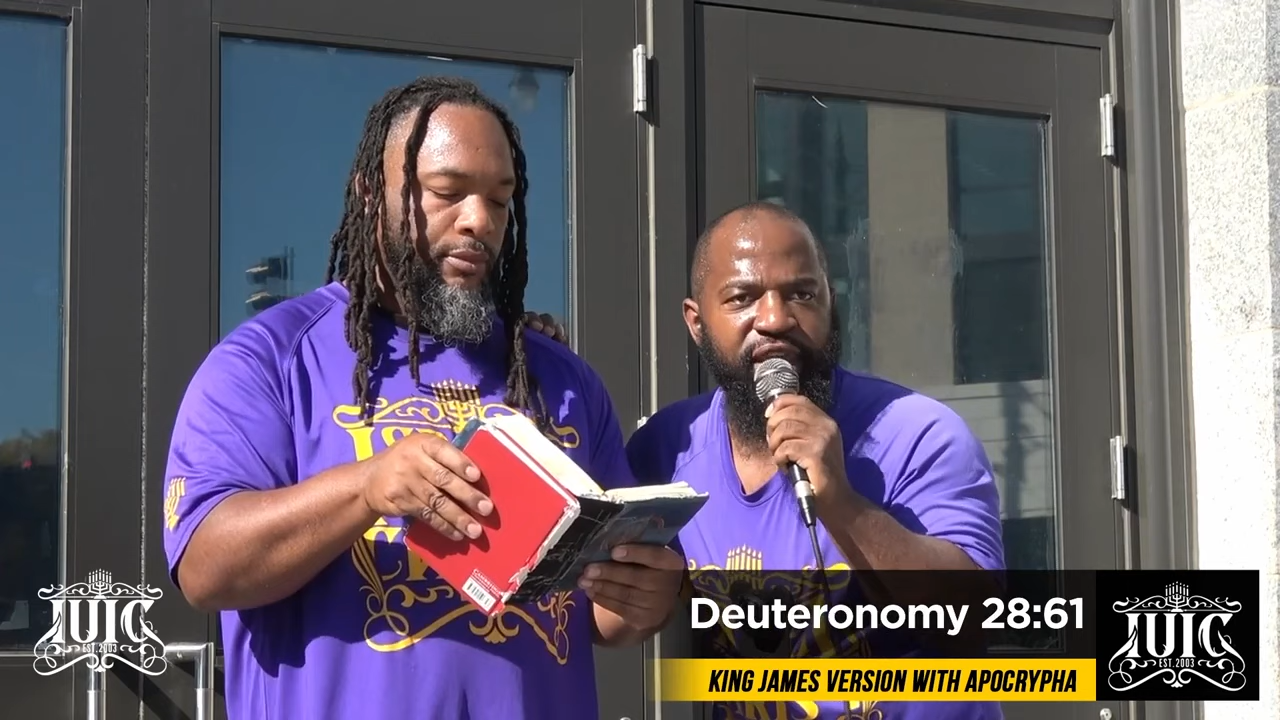 IUIC
EST. 2003
Deuteronomy 28:61
KING JAMES VERSION WITH APOCRYPHA
IUIC
EST. 2003